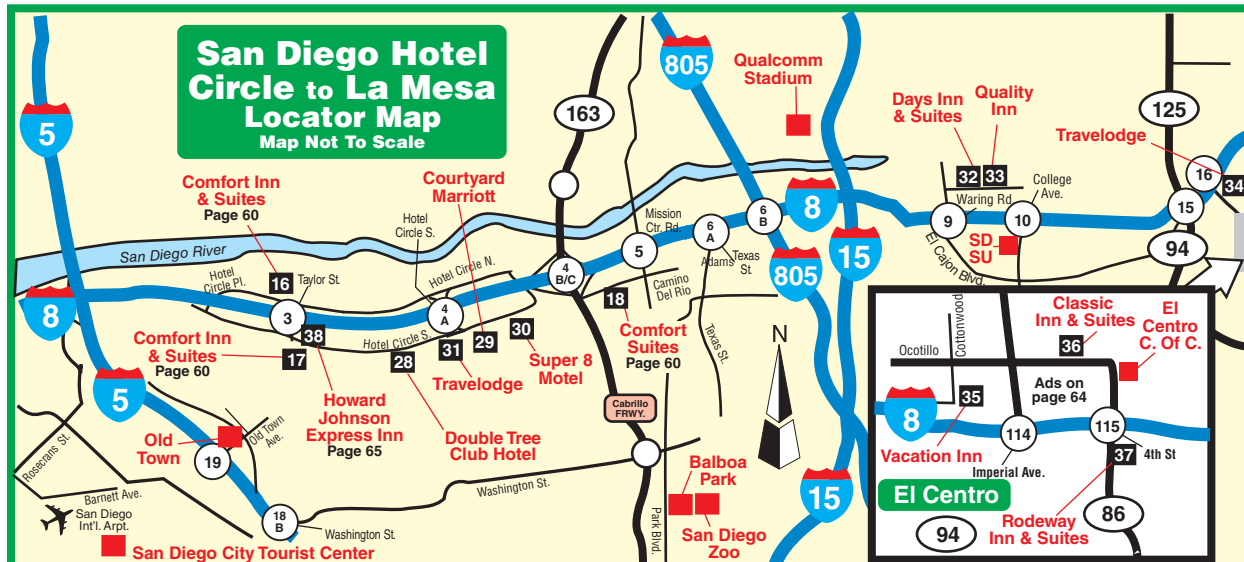 San Diego Hotel
Circle to La Mesa
Locator Map
Map Not To Scale
5
805
163
Qualcomm
Stadium
Days Inn
& Suites
Quality
Inn
125
Travelodge
16
34
32
33
Comfort Inn
& Suites
Page 60
Courtyard
Marriott
Hotel
Circle S.
Mission
Ctr. Rd.
6
A
6
B
8
Waring Rd
College
Ave.
9
10
15
San Diego River
Hotel
Circle Pl.
16
Taylor St.
Hotel Circle N.
4
B/C
5
Adams
Texas
St.
805
15
SD
SU
El Cajon Blvd.
94
8
3
4
A
18
Camino
Del Rio
Comfort Inn
& Suites
Page 60
17
38
Hotel Circle S.
28
31
29
30
Travelodge
Super 8
Motel
Comfort
Suites
Page 60
Texas St.
N
5
Howard
Johnson
Express Inn
Page 65
Double Tree
Club Hotel
Cabrillo
FRWY.
Old
Town
Old Town
Ave.
19
Rosecrans St.
Barnett Ave.
San Diego
Int'l. Arpt.
18
B
Washington St.
Washington St.
San Diego City Tourist Center
Park Blvd.
Balboa
Park
San Diego
Zoo
15
Ocotillo
Cottonwood
Classic
Inn & Suites
36
El
Centro
C. Of C.
Ads on
page 64
8
35
Vacation Inn
114
Imperial Ave.
115
4th St
37
El Centro
94
Rodeway
Inn & Suites
86